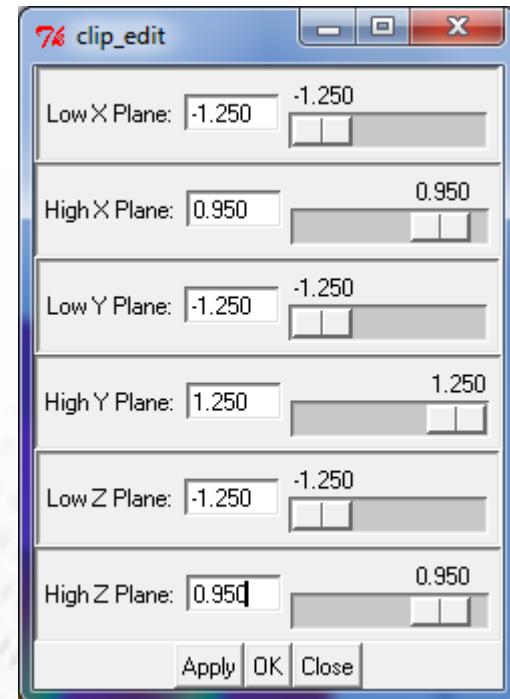 7% clip_edit
-1.250
Low X Plane: -1.250
0.950
High X Plane: 0.950
-1.250
Low Y Plane: -1.250
1.250
High Y Plane: 1.250
-1.250
Low Z Plane: -1.250
0.950
High Z Plane: 0.950
Apply OK Close